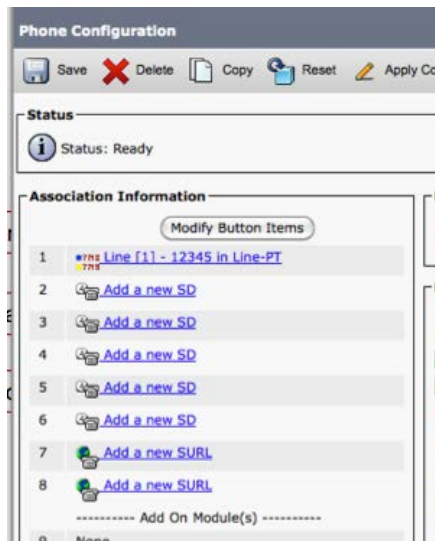 Phone Configuration
Save Delete Copy Reset Apply Co
Status
i Status: Ready
Association Information
Modify Button Items
1 Line [1] - 12345 in Line-PT
2 Add a new SD
3 Add a new SD
4 Add a new SD
5 Add a new SD
6 Add a new SD
7 Add a new SURL
8 Add a new SURL
---------- Add On Module(s) ----------
9 None